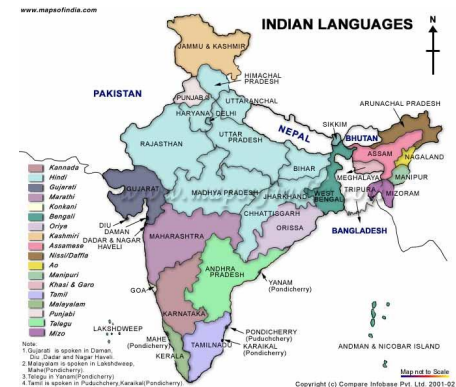 www.mapsofindia.com
INDIAN LANGUAGES
N
JAMMU & KASHMIR
HIMACHAL
PRADESH
PAKISTAN
PUNJAB
UTTARANCHAL
HARYANA
DELHI
ARUNACHAL PRADESH
SIKKIM
NEPAL
BHUTAN
RAJASTHAN
UTTAR
PRADESH
ASSAM
NAGALAND
BIHAR
MEGHALAYA
MANIPUR
TRIPURA
MIZORAM
GUJARAT
MADHYA PRADESH
JHARKHAND
WEST
BENGAL
BANGLADESH
CHHATTISGARH
ORISSA
DIU
DAMAN
DADAR & NAGAR
HAVELI
MAHARASHTRA
ANDHRA
PRADESH
YANAM
(Pondicherry)
GOA
KARNATAKA
LAKSHDWEEP
MAHE
(Pondicherry)
KERALA
TAMILNADU
PONDICHERRY
(Puducherry)
KARAIKAL
(Pondicherry)
ANDMAN & NICOBAR ISLAND
Kannada
Hindi
Gujarati
Marathi
Konkani
Bengali
Oriya
Kashmiri
Assamese
Nissi/Daffla
Ao
Manipuri
Khasi & Garo
Tamil
Malayalam
Punjabi
Telagu
Mizo
Note:
1.Gujarati is spoken in Daman,
Diu ,Dadar and Nagar Haveli.
2.Malayalam is spoken in Lakshdweep,
Mahe(Pondicherry).
3.Telegu in Yanam(Pondicherry)
4.Tamil is spoken in Puduchchery,Karaikal(Pondicherry)
Map not to Scale
Copyright (c) Compare Infobase Pvt. Ltd. 2001-02